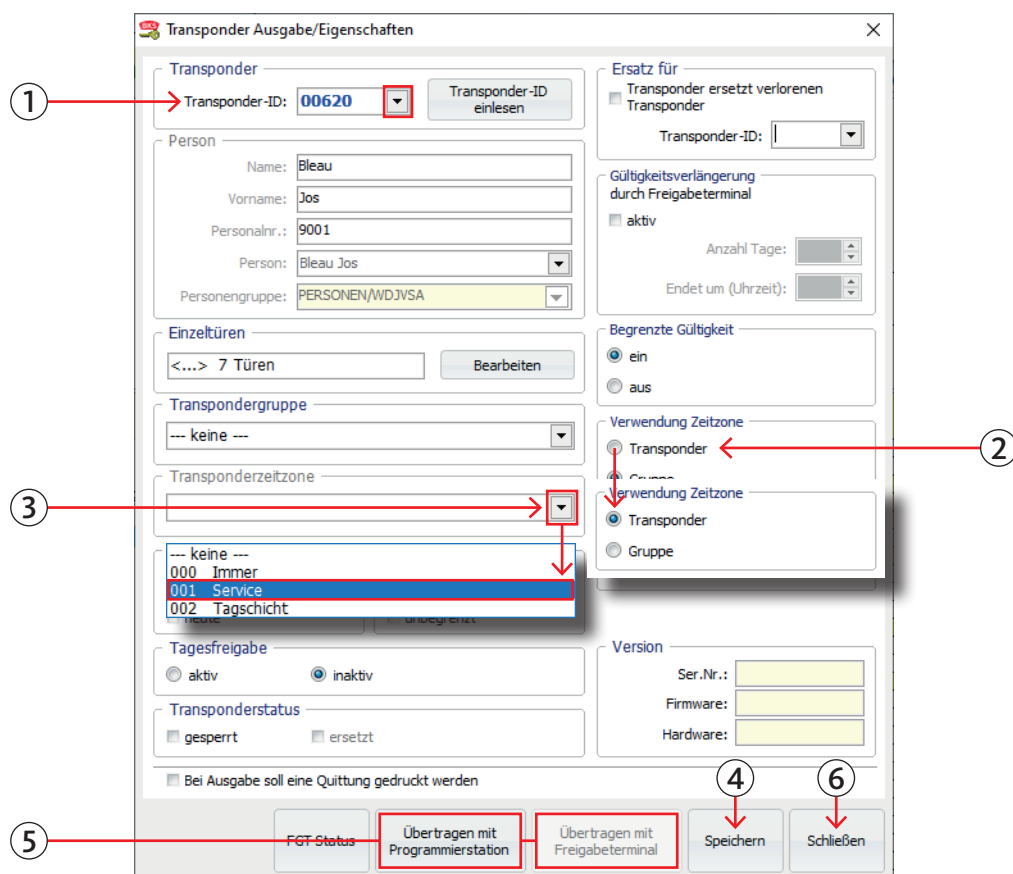 BKS
Transponder Ausgabe/Eigenschaften
Transponder
1
Transponder-ID:
00620
Transponder-ID
einlesen
Person
Name:
Bleau
Vorname:
Jos
Personalnr.:
9001
Person:
Bleau Jos
Personengruppe:
PERSONEN/WDJVSA
Einzeltüren
<...> 7 Türen
Bearbeiten
Transpondergruppe
--- keine ---
Transponderzeitzone
3
--- keine ---
000 Immer
001 Service
002 Tagschicht
heute
unbegrenzt
Tagesfreigabe
aktiv
inaktiv
Transponderstatus
gesperrt
ersetzt
Bei Ausgabe soll eine Quittung gedruckt werden
Ersatz für
Transponder ersetzt verlorenen
Transponder
Transponder-ID:
Gültigkeitsverlängerung
durch Freigabeterminal
aktiv
Anzahl Tage:
Endet um (Uhrzeit):
Begrenzte Gültigkeit
ein
aus
Verwendung Zeitzone
Transponder
2
Gruppe
Verwendung Zeitzone
Transponder
Gruppe
Version
Ser.Nr.:
Firmware:
Hardware:
4
6
5
FGT Status
Übertragen mit
Programmierstation
Übertragen mit
Freigabeterminal
Speichern
Schließen